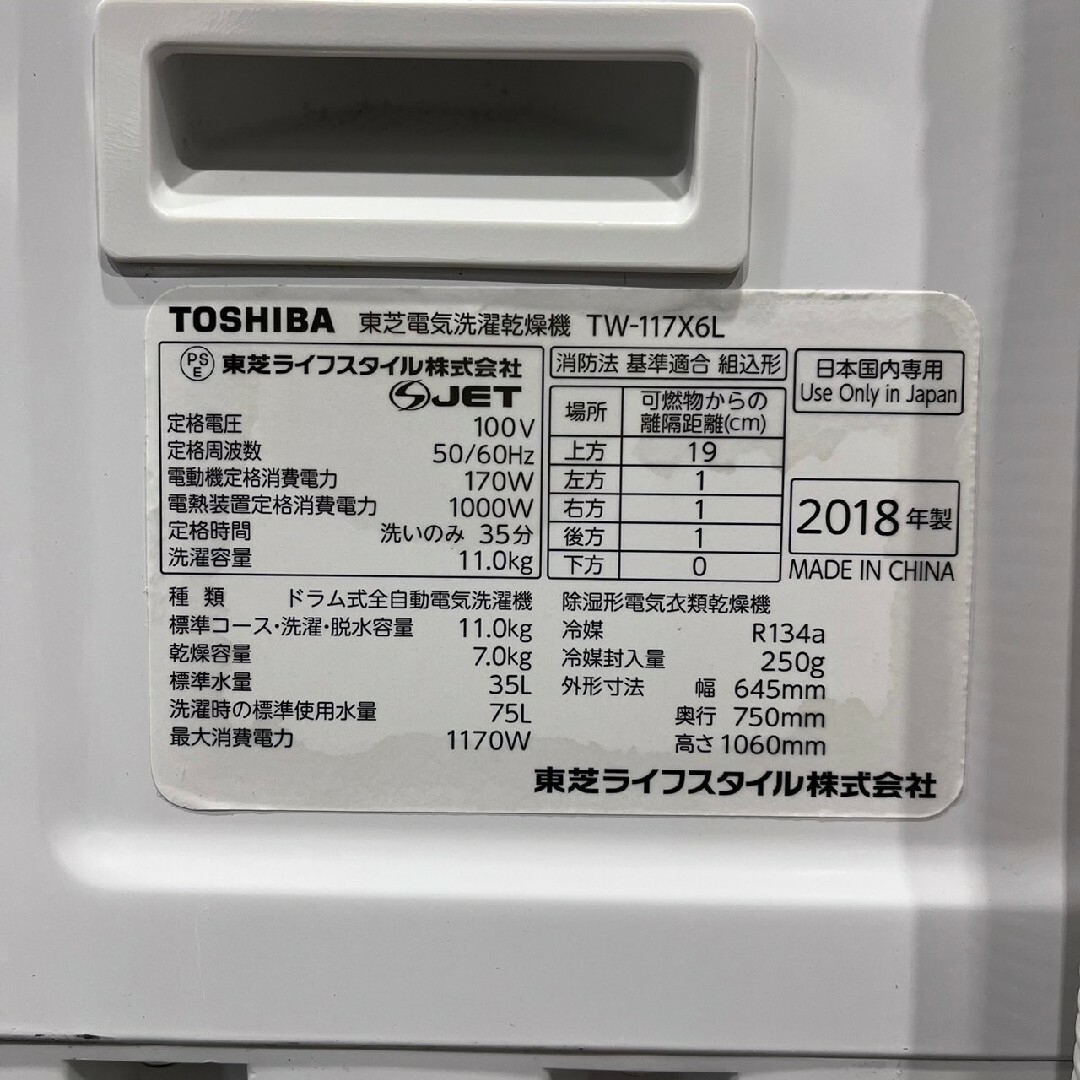 TOSHIBA 東芝電気洗濯乾燥機 TW-117X6L
PSE 東芝ライフスタイル株式会社
S JET
定格電圧 100V
定格周波数 50/60Hz
電動機定格消費電力 170W
電熱装置定格消費電力 1000W
定格時間 洗いのみ 35分
洗濯容量 11.0kg
消防法 基準適合 組込形
場所 可燃物からの離隔距離(cm)
上方 19
左方 1
右方 1
後方 1
下方 0
日本国内専用
Use Only in Japan
2018年製
MADE IN CHINA
種類 ドラム式全自動電気洗濯機
標準コース・洗濯・脱水容量 11.0kg
乾燥容量 7.0kg
標準水量 35L
洗濯時の標準使用水量 75L
最大消費電力 1170W
除湿形電気衣類乾燥機
冷媒 R134a
冷媒封入量 250g
外形寸法 幅 645mm
奥行 750mm
高さ 1060mm
東芝ライフスタイル株式会社